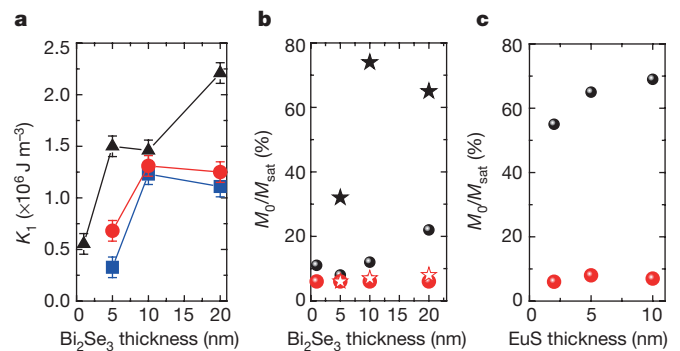 a
K₁ (×10⁶ J m⁻³)
2.5
2.0
1.5
1.0
0.5
0.0
0 5 10 15 20
Bi₂Se₃ thickness (nm)
b
M₀/Mₛₐₜ (%)
80
60
40
20
0
0 5 10 15 20
Bi₂Se₃ thickness (nm)
c
M₀/Mₛₐₜ (%)
80
60
40
20
0
0 5 10
EuS thickness (nm)